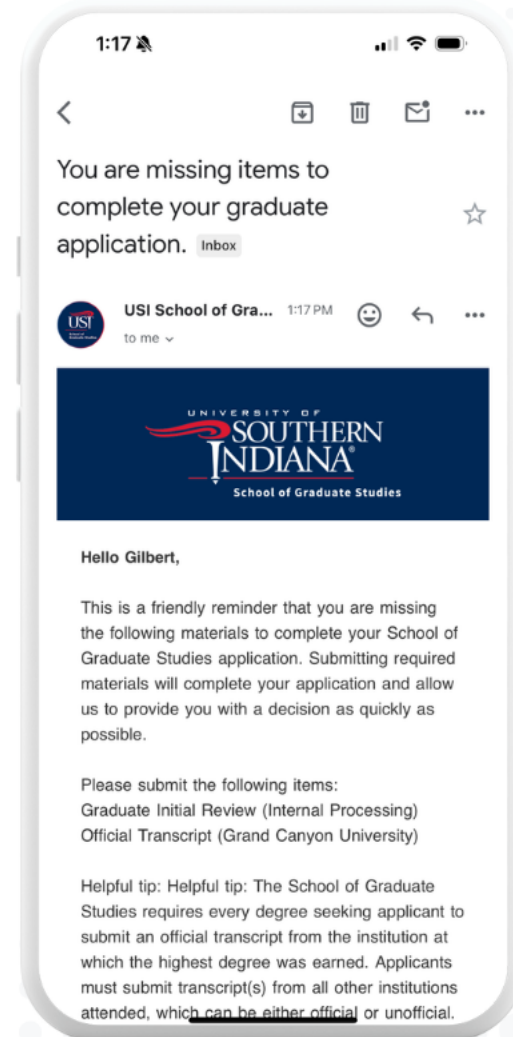 1:17
You are missing items to
complete your graduate
application. Inbox
USI School of Gra... 1:17 PM
to me
USI
UNIVERSITY OF
SOUTHERN
INDIANA®
School of Graduate Studies
Hello Gilbert,
This is a friendly reminder that you are missing
the following materials to complete your School of
Graduate Studies application. Submitting required
materials will complete your application and allow
us to provide you with a decision as quickly as
possible.
Please submit the following items:
Graduate Initial Review (Internal Processing)
Official Transcript (Grand Canyon University)
Helpful tip: Helpful tip: The School of Graduate
Studies requires every degree seeking applicant to
submit an official transcript from the institution at
which the highest degree was earned. Applicants
must submit transcript(s) from all other institutions
attended, which can be either official or unofficial.